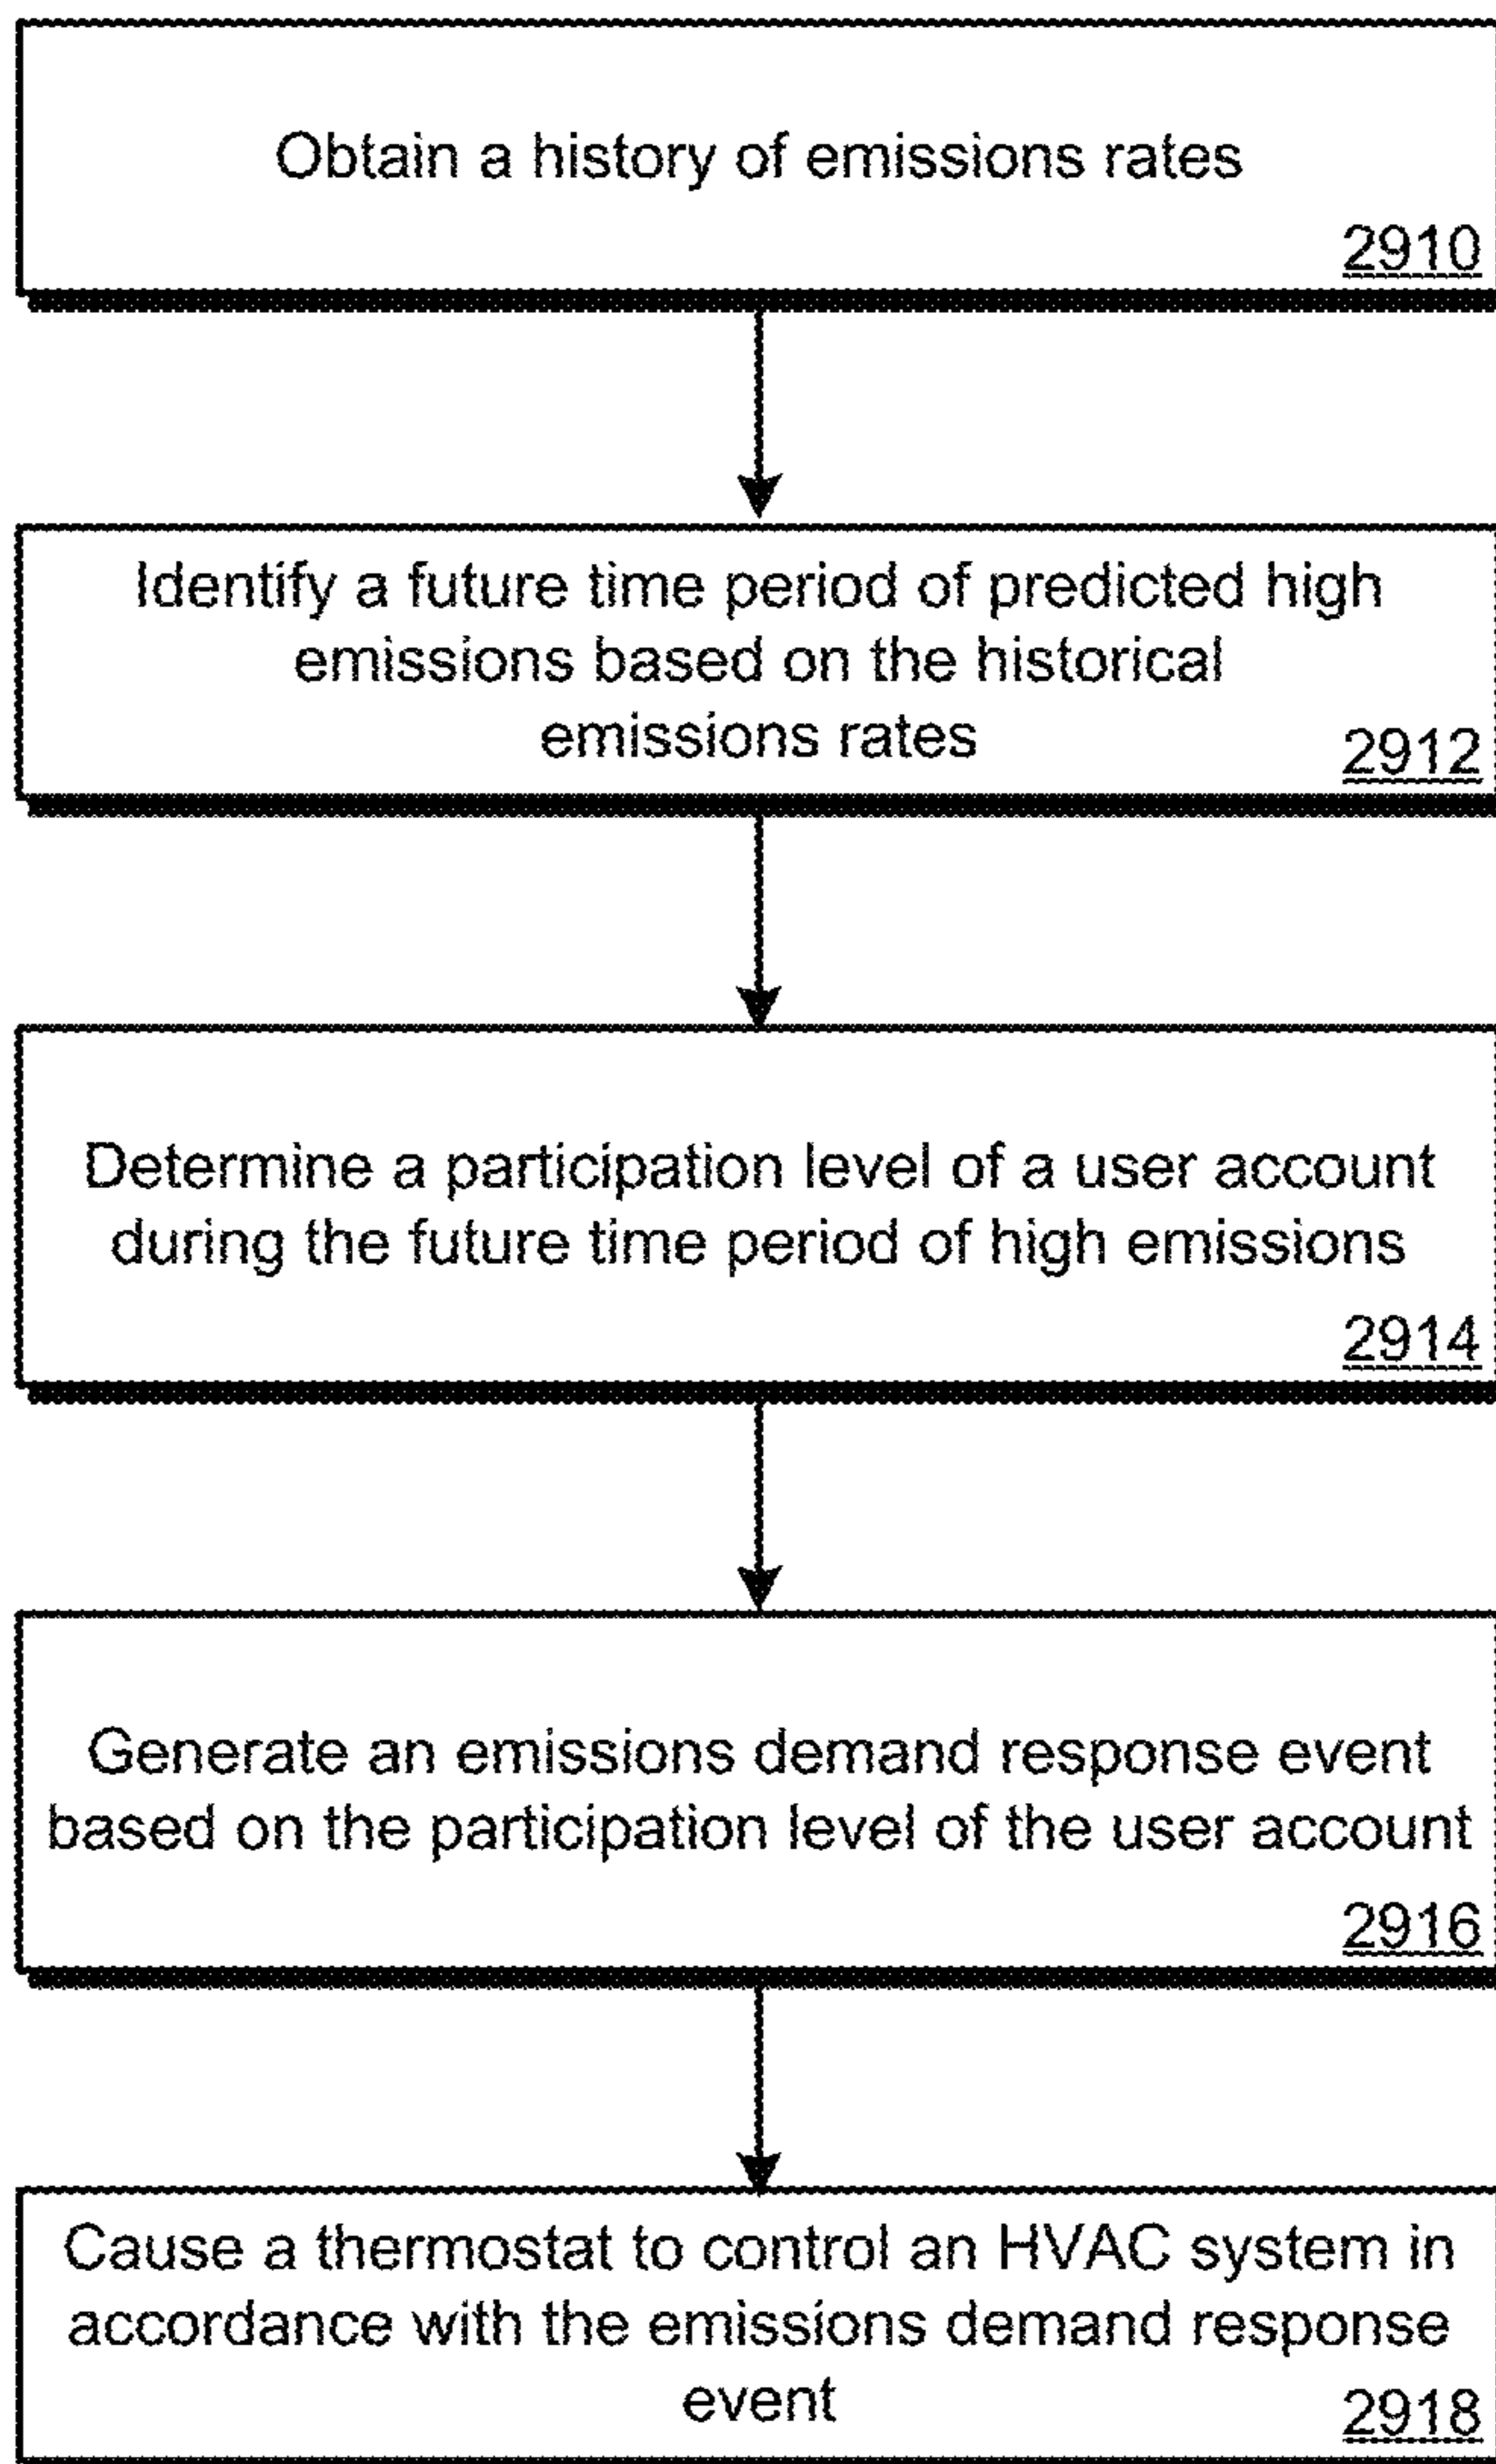 Obtain a history of emissions rates
2910
Identify a future time period of predicted high
emissions based on the historical
emissions rates
2912
Determine a participation level of a user account
during the future time period of high emissions
2914
Generate an emissions demand response event
based on the participation level of the user account
2916
Cause a thermostat to control an HVAC system in
accordance with the emissions demand response
event
2918